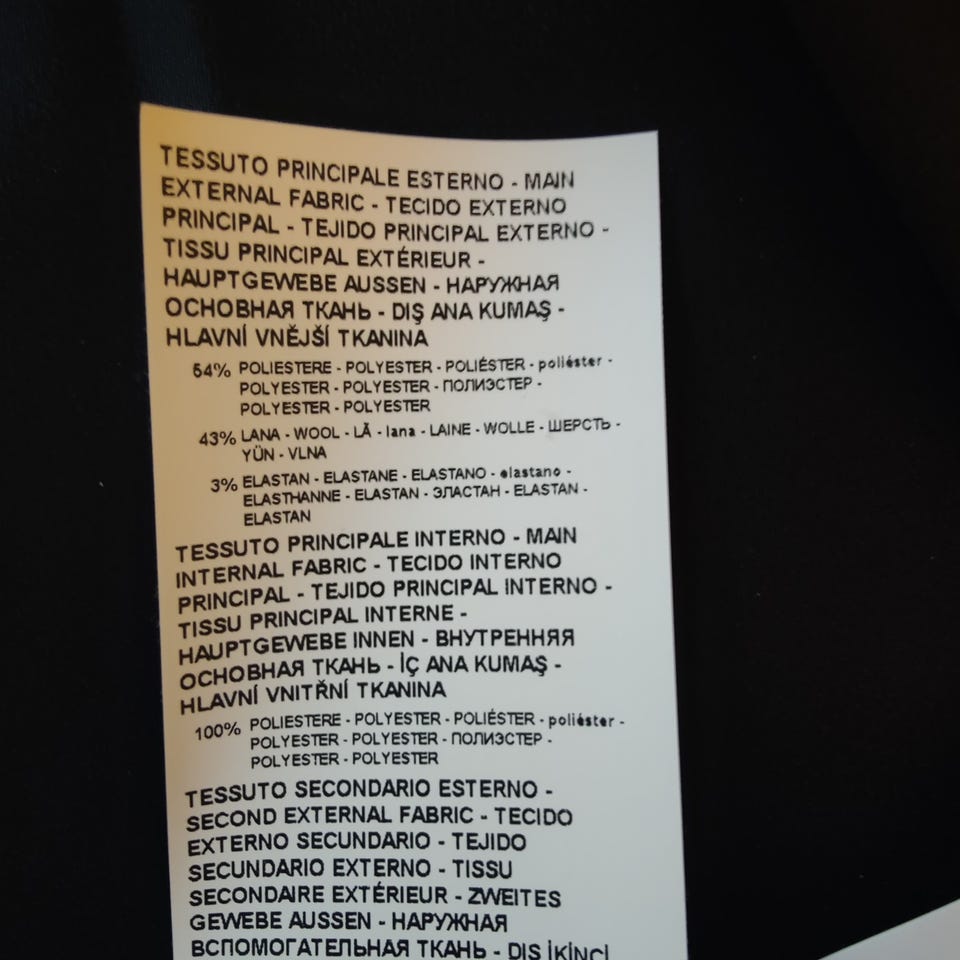 TESSUTO PRINCIPALE ESTERNO - MAIN
EXTERNAL FABRIC - TECIDO EXTERNO
PRINCIPAL - TEJIDO PRINCIPAL EXTERNO -
TISSU PRINCIPAL EXTÉRIEUR -
HAUPTGEWEBE AUSSEN - НАРУЖНАЯ
ОСНОВНАЯ ТКАНЬ - DIŞ ANA KUMAŞ -
HLAVNÍ VNĚJŠÍ TKANINA
54% POLIESTERE - POLYESTER - POLIÉSTER - poliéster -
POLYESTER - POLYESTER - ПОЛИЭСТЕР -
POLYESTER - POLYESTER
43% LANA - WOOL - LÃ - lana - LAINE - WOLLE - ШЕРСТЬ -
YÜN - VLNA
3% ELASTAN - ELASTANE - ELASTANO - elastano -
ELASTHANNE - ELASTAN - ЭЛАСТАН - ELASTAN -
ELASTAN
TESSUTO PRINCIPALE INTERNO - MAIN
INTERNAL FABRIC - TECIDO INTERNO
PRINCIPAL - TEJIDO PRINCIPAL INTERNO -
TISSU PRINCIPAL INTERNE -
HAUPTGEWEBE INNEN - ВНУТРЕННЯЯ
ОСНОВНАЯ ТКАНЬ - İÇ ANA KUMAŞ -
HLAVNÍ VNITŘNÍ TKANINA
100% POLIESTERE - POLYESTER - POLIÉSTER - poliéster -
POLYESTER - POLYESTER - ПОЛИЭСТЕР -
POLYESTER - POLYESTER
TESSUTO SECONDARIO ESTERNO -
SECOND EXTERNAL FABRIC - TECIDO
EXTERNO SECUNDARIO - TEJIDO
SECUNDARIO EXTERNO - TISSU
SECONDAIRE EXTÉRIEUR - ZWEITES
GEWEBE AUSSEN - НАРУЖНАЯ
ВСПОМОГАТЕЛЬНАЯ ТКАНЬ - DIŞ İKİNCİ